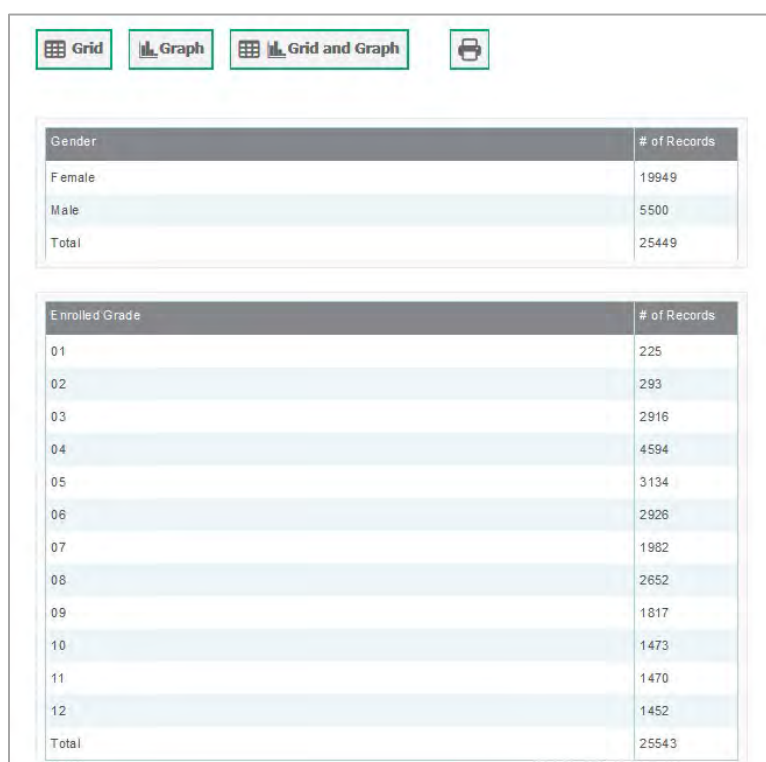 Grid Graph Grid and Graph
Gender # of Records
Female 19949
Male 5500
Total 25449
Enrolled Grade # of Records
01 225
02 293
03 2916
04 4594
05 3134
06 2926
07 1982
08 2652
09 1817
10 1473
11 1470
12 1452
Total 25543